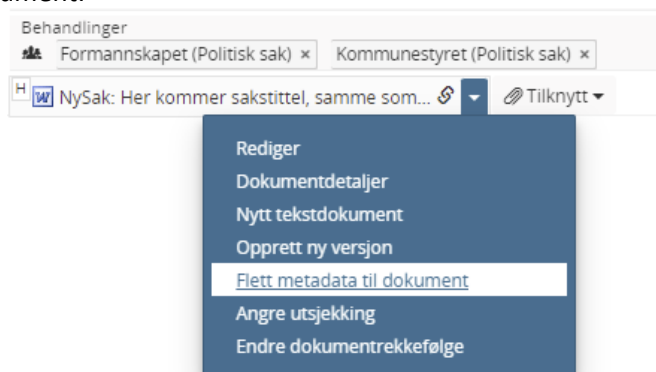 ument.
Behandlinger
Formannskapet (Politisk sak) × Kommunestyret (Politisk sak) ×
H W NySak: Her kommer sakstittel, samme som... Tilknytt
Rediger
Dokumentdetaljer
Nytt tekstdokument
Opprett ny versjon
Flett metadata til dokument
Angre utsjekking
Endre dokumentrekkefølge